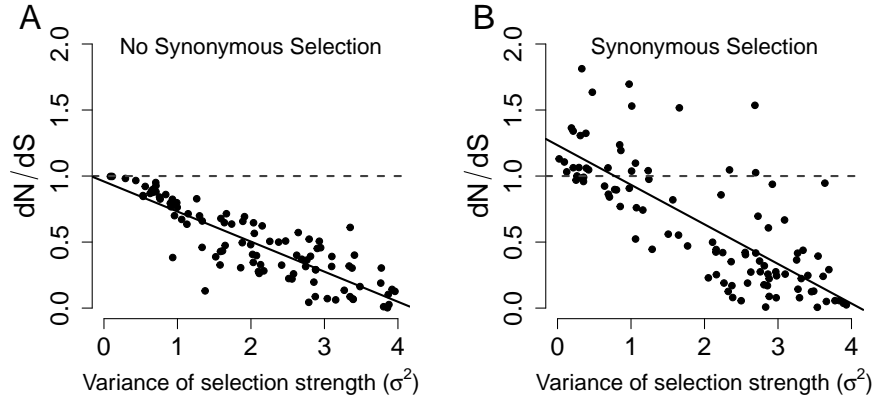 A
No Synonymous Selection
dN / dS
2.0
1.5
1.0
0.5
0.0
0 1 2 3 4
Variance of selection strength (σ²)
B
Synonymous Selection
dN / dS
2.0
1.5
1.0
0.5
0.0
0 1 2 3 4
Variance of selection strength (σ²)